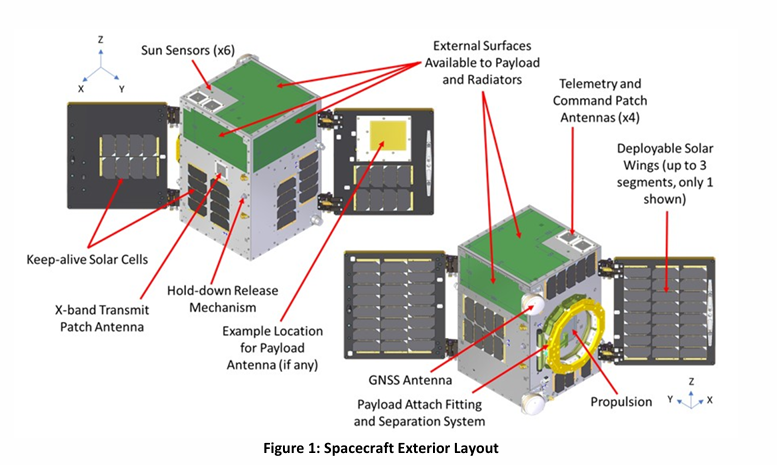 Z
X
Y
Sun Sensors (x6)
External Surfaces
Available to Payload
and Radiators
Telemetry and
Command Patch
Antennas (x4)
Deployable Solar
Wings (up to 3
segments, only 1
shown)
Keep-alive Solar Cells
Hold-down Release
Mechanism
X-band Transmit
Patch Antenna
Example Location
for Payload
Antenna (if any)
GNSS Antenna
Payload Attach Fitting
and Separation System
Propulsion
Z
Y
X
Figure 1: Spacecraft Exterior Layout